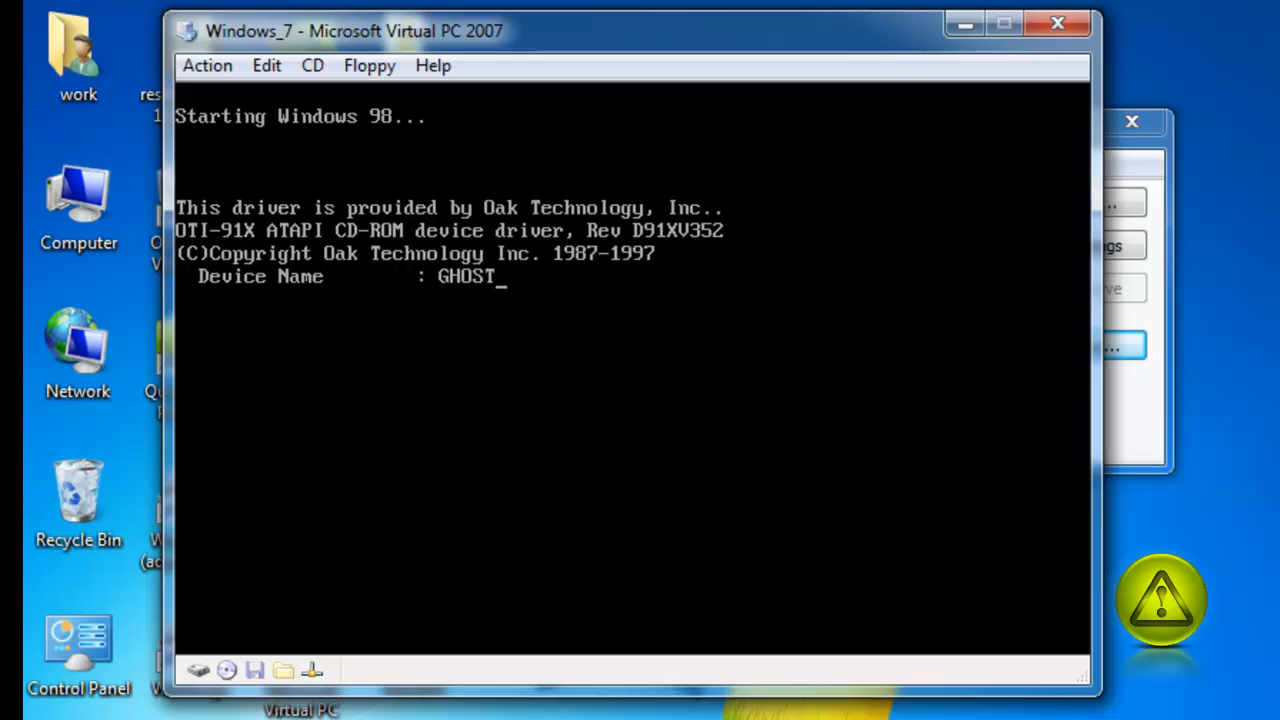 Windows_7 - Microsoft Virtual PC 2007
Action Edit CD Floppy Help
Starting Windows 98...
This driver is provided by Oak Technology, Inc..
OTI-91X ATAPI CD-ROM device driver, Rev D91XV352
(C)Copyright Oak Technology Inc. 1987-1997
Device Name : GHOST_
work
Computer
Network
Recycle Bin
Control Panel
Virtual PC